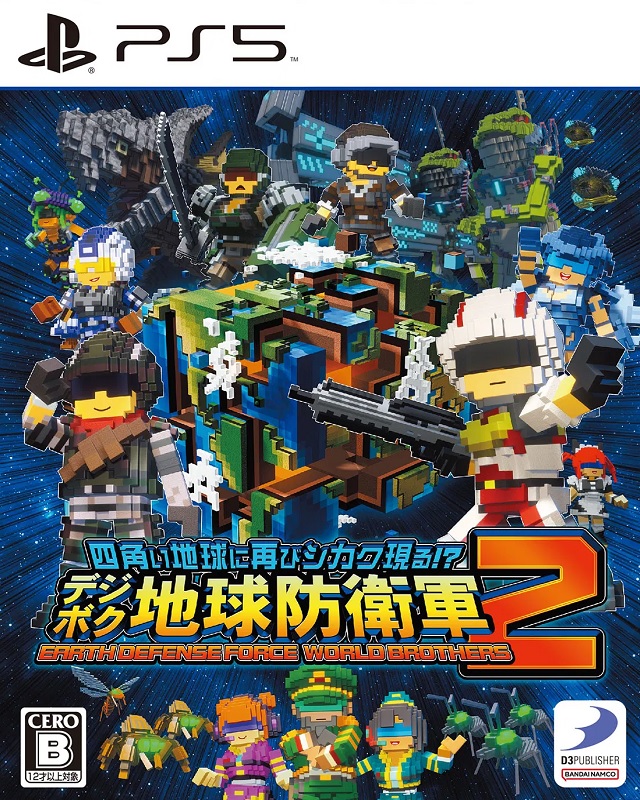 PS5
四角い地球に再びシカク現る!?
デジボク 地球防衛軍 2
EARTH DEFENSE FORCE: WORLD BROTHERS
CERO
B
12才以上対象
D3PUBLISHER
BANDAI NAMCO